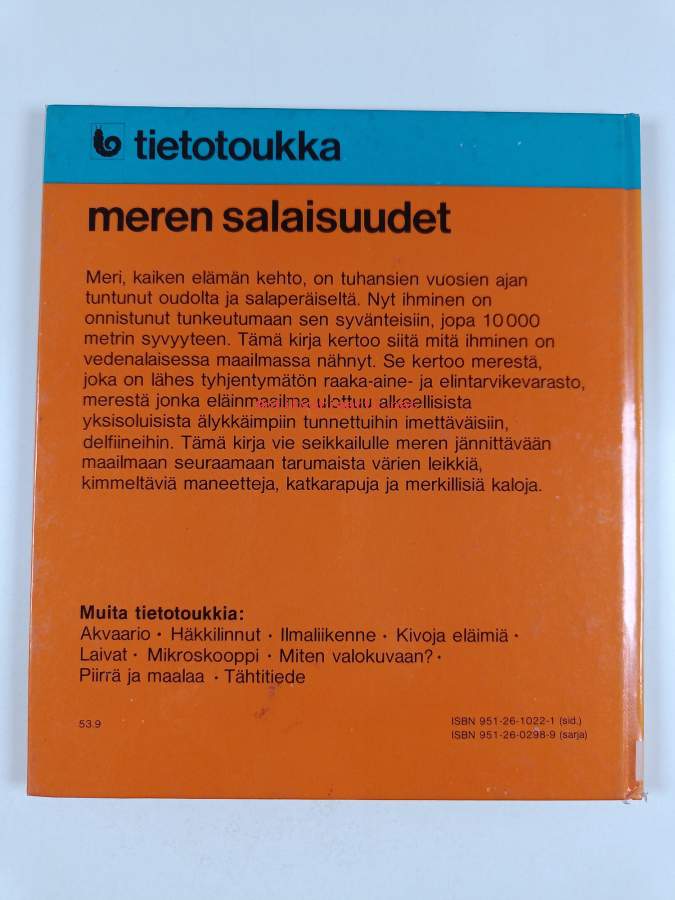 tietotoukka
meren salaisuudet
Meri, kaiken elämän kehto, on tuhansien vuosien ajan
tuntunut oudolta ja salaperäiseltä. Nyt ihminen on
onnistunut tunkeutumaan sen syvänteisiin, jopa 10 000
metrin syvyyteen. Tämä kirja kertoo siitä mitä ihminen on
vedenalaisessa maailmassa nähnyt. Se kertoo merestä,
joka on lähes tyhjentymätön raaka-aine- ja elintarvikevarasto,
merestä jonka eläinmaailma ulottuu alkeellisista
yksisoluisista älykkäimpiin tunnettuihin imettäväisiin,
delfiineihin. Tämä kirja vie seikkailulle meren jännittävään
maailmaan seuraamaan tarumaista värien leikkiä,
kimmeltäviä maneetteja, katkarapuja ja merkillisiä kaloja.
Muita tietotoukkia:
Akvaario · Häkkilinnut · Ilmaliikenne · Kivoja eläimiä ·
Laivat · Mikroskooppi · Miten valokuvaan? ·
Piirrä ja maalaa · Tähtitiede
53.9
ISBN 951-26-1022-1 (sid.)
ISBN 951-26-0298-9 (sarja)